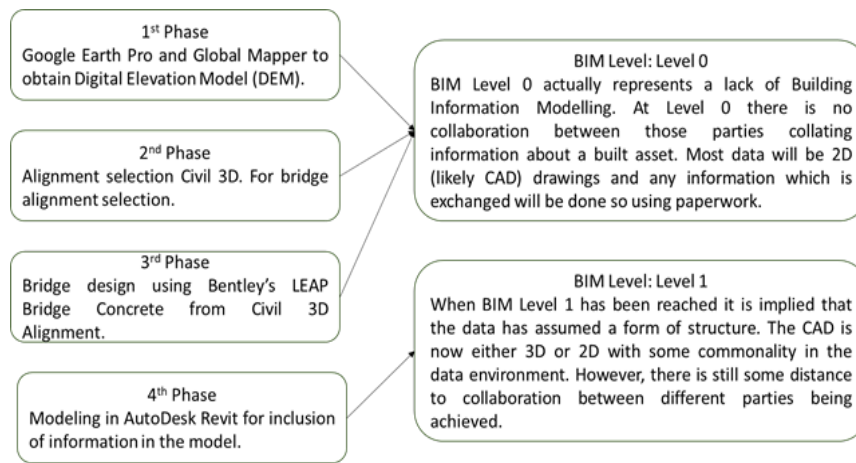 1st Phase
Google Earth Pro and Global Mapper to
obtain Digital Elevation Model (DEM).
2nd Phase
Alignment selection Civil 3D. For bridge
alignment selection.
3rd Phase
Bridge design using Bentley's LEAP
Bridge Concrete from Civil 3D
Alignment.
4th Phase
Modeling in AutoDesk Revit for inclusion
of information in the model.
BIM Level: Level 0
BIM Level 0 actually represents a lack of Building
Information Modelling. At Level 0 there is no
collaboration between those parties collating
information about a built asset. Most data will be 2D
(likely CAD) drawings and any information which is
exchanged will be done so using paperwork.
BIM Level: Level 1
When BIM Level 1 has been reached it is implied that
the data has assumed a form of structure. The CAD is
now either 3D or 2D with some commonality in the
data environment. However, there is still some distance
to collaboration between different parties being
achieved.